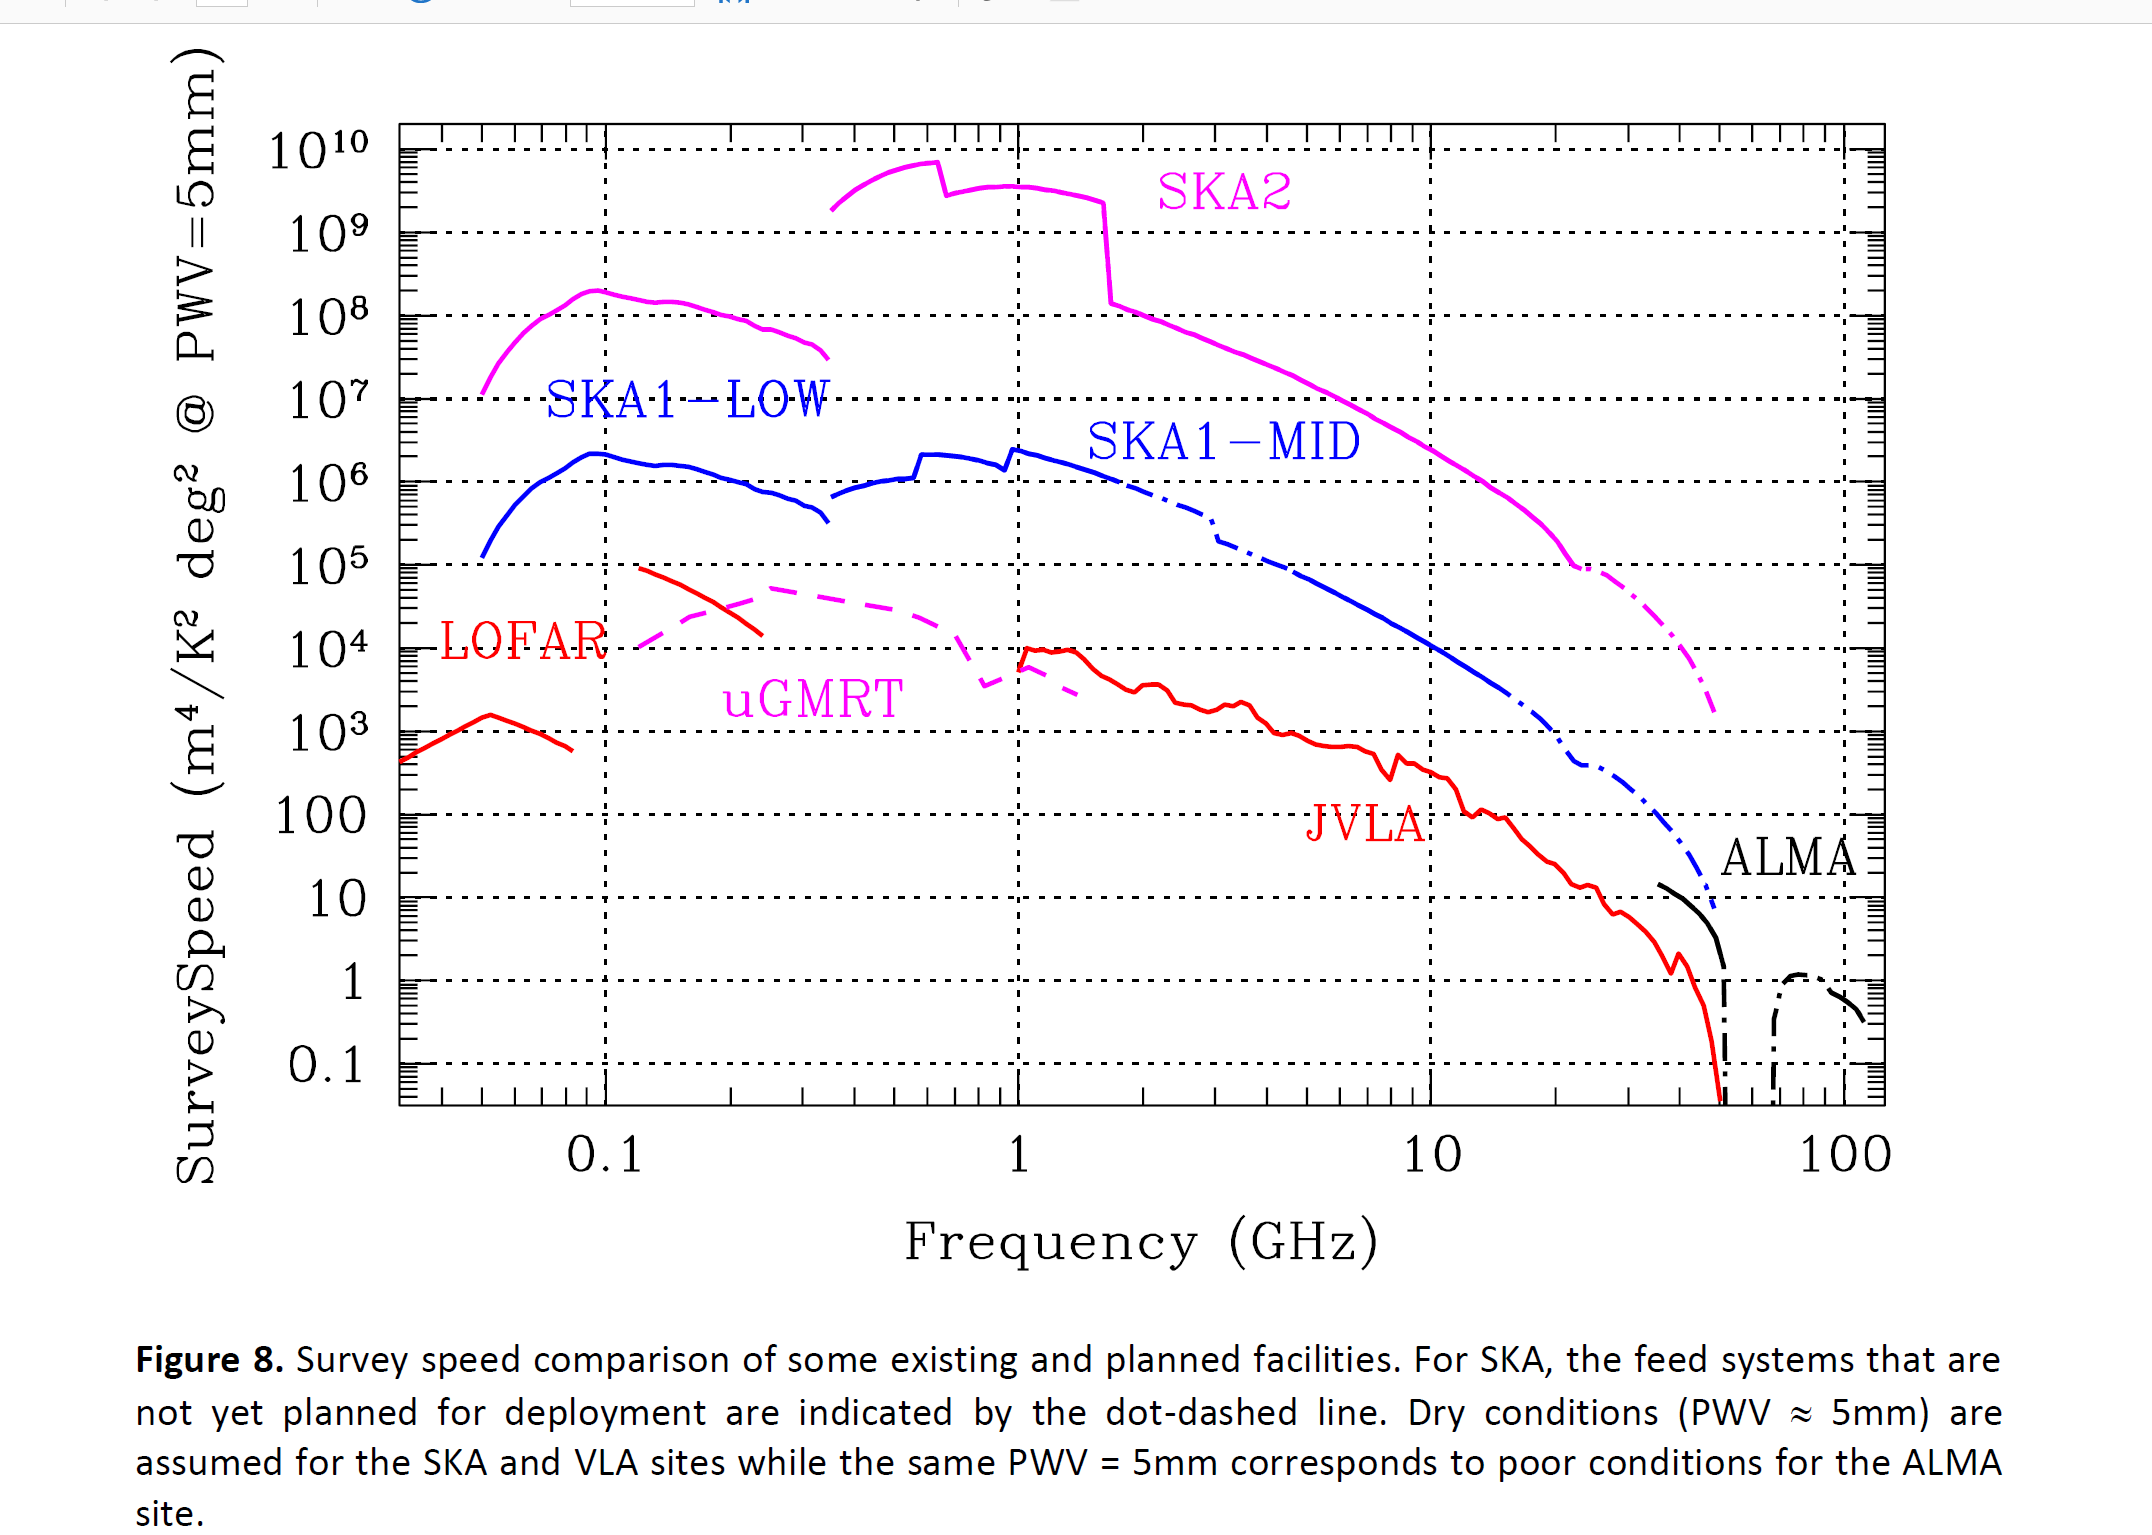 SurveySpeed (m⁴/K² deg² @ PWV=5mm)
10¹⁰
10⁹
10⁸
10⁷
10⁶
10⁵
10⁴
10³
100
10
1
0.1
SKA2
SKA1-LOW
SKA1-MID
LOFAR
uGMRT
JVLA
ALMA
0.1 1 10 100
Frequency (GHz)
Figure 8. Survey speed comparison of some existing and planned facilities. For SKA, the feed systems that are
not yet planned for deployment are indicated by the dot-dashed line. Dry conditions (PWV ≈ 5mm) are
assumed for the SKA and VLA sites while the same PWV = 5mm corresponds to poor conditions for the ALMA
site.